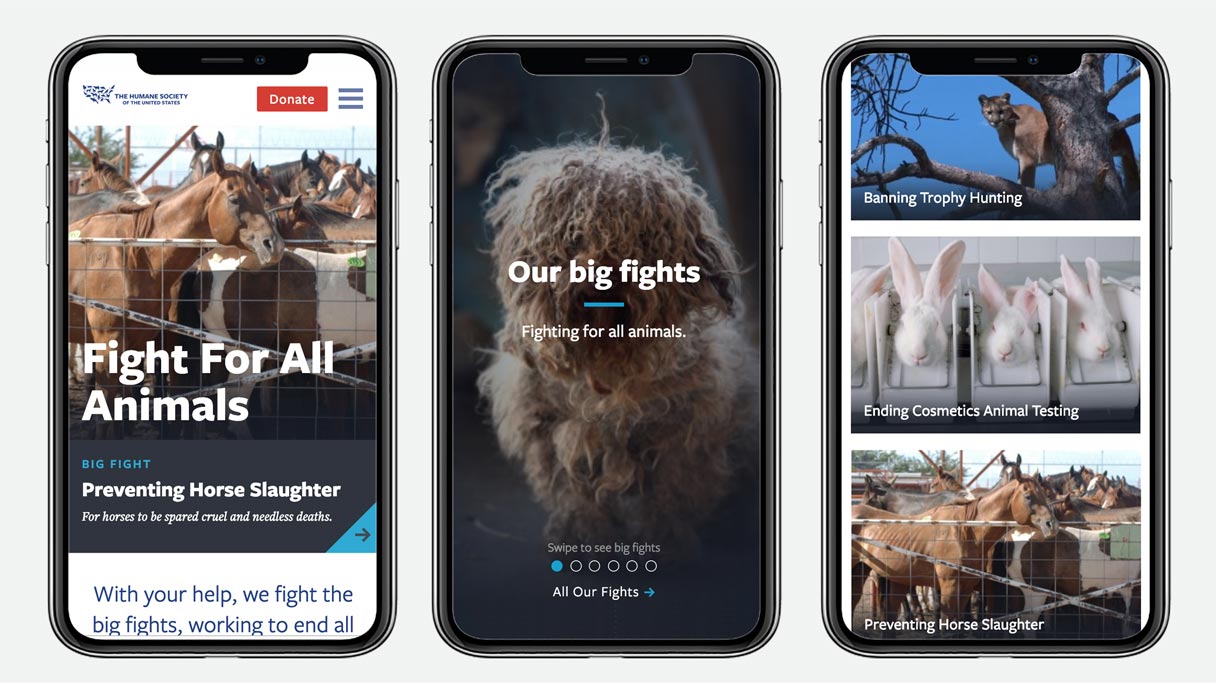 THE HUMANE SOCIETY
OF THE UNITED STATES
Donate
Fight For All
Animals
BIG FIGHT
Preventing Horse Slaughter
For horses to be spared cruel and needless deaths.
With your help, we fight the
big fights, working to end all
Our big fights
Fighting for all animals.
Swipe to see big fights
All Our Fights →
Banning Trophy Hunting
Ending Cosmetics Animal Testing
Preventing Horse Slaughter